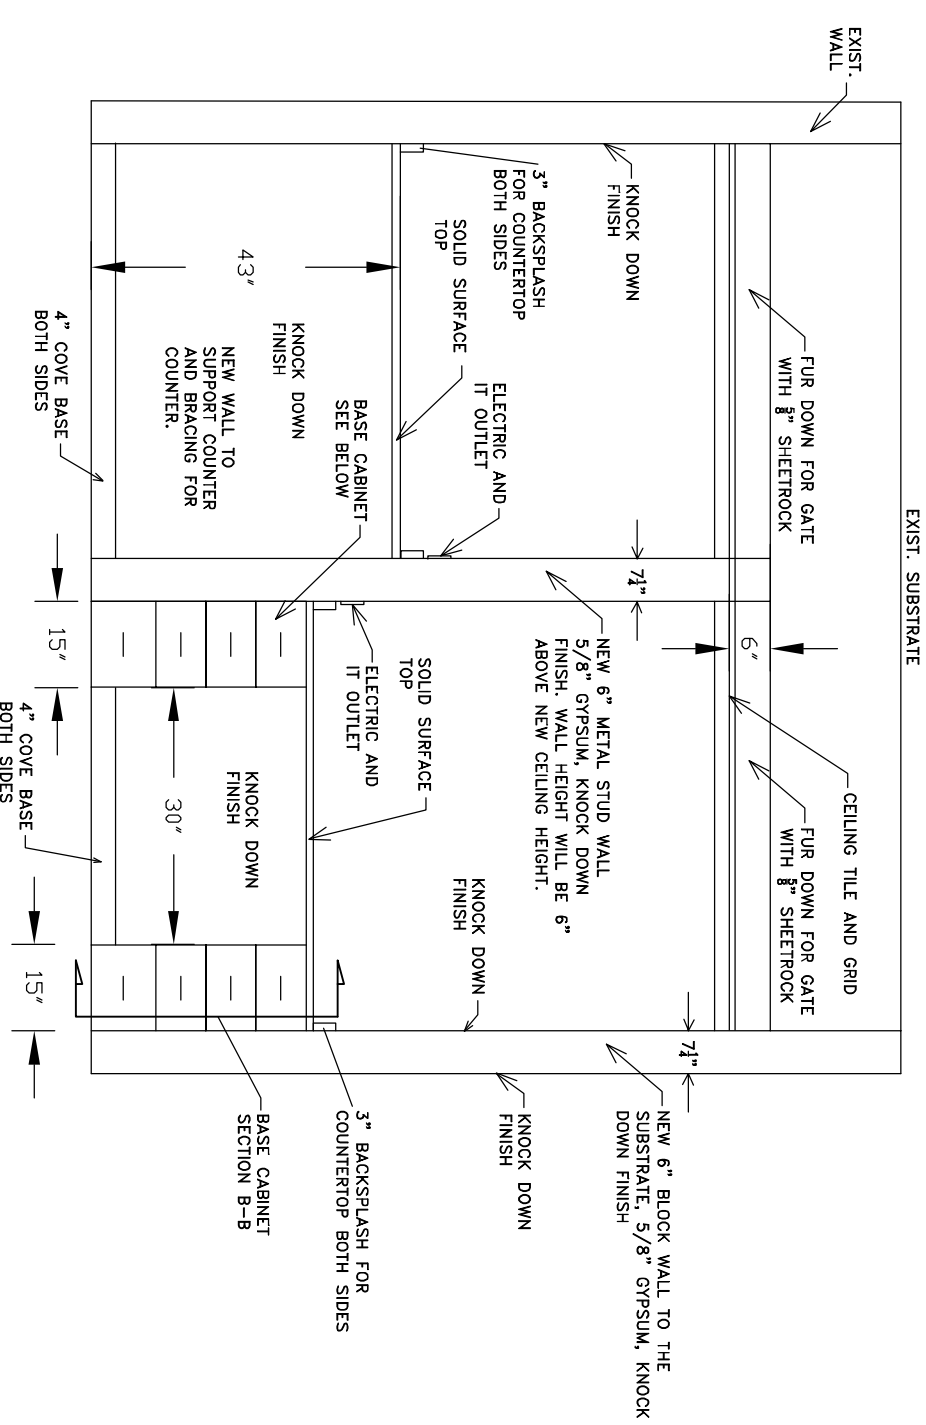 EXIST. SUBSTRATE
EXIST.
WALL
FUR DOWN FOR GATE
WITH 5/8" SHEETROCK
CEILING TILE AND GRID
FUR DOWN FOR GATE
WITH 5/8" SHEETROCK
6"
KNOCK DOWN
FINISH
7 1/4"
7 1/4"
NEW 6" BLOCK WALL TO THE
SUBSTRATE, 5/8" GYPSUM, KNOCK
DOWN FINISH
NEW 6" METAL STUD WALL
5/8" GYPSUM, KNOCK DOWN
FINISH. WALL HEIGHT WILL BE 6"
ABOVE NEW CEILING HEIGHT.
3" BACKSPLASH
FOR COUNTERTOP
BOTH SIDES
SOLID SURFACE
TOP
ELECTRIC AND
IT OUTLET
KNOCK DOWN
FINISH
KNOCK DOWN
FINISH
SOLID SURFACE
TOP
ELECTRIC AND
IT OUTLET
3" BACKSPLASH FOR
COUNTERTOP BOTH SIDES
BASE CABINET
SEE BELOW
KNOCK DOWN
FINISH
43"
NEW WALL TO
SUPPORT COUNTER
AND BRACING FOR
COUNTER.
KNOCK DOWN
FINISH
BASE CABINET
SECTION B-B
30"
4" COVE BASE
BOTH SIDES
15"
4" COVE BASE
BOTH SIDES
15"